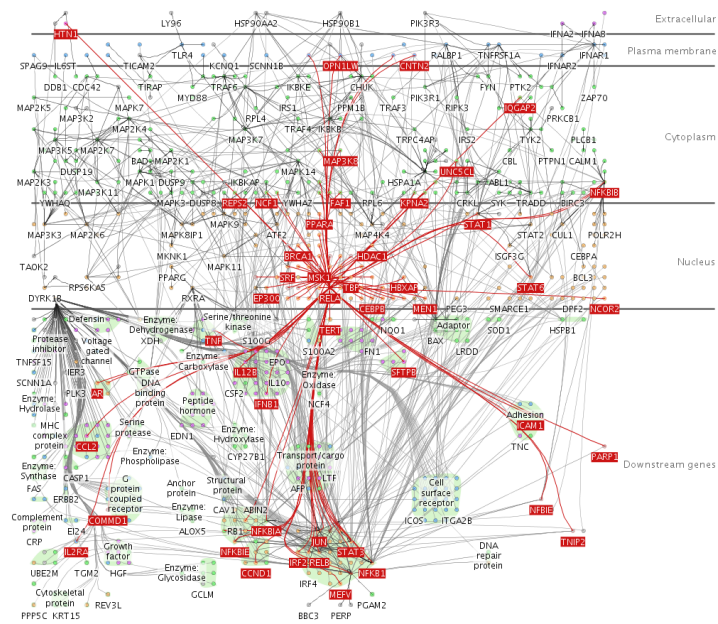 Extracellular
LY96 HSP90AA2 HSP90B1 PIK3R3 IFNA2 IFNA8
HTN1
Plasma membrane
TLR4 RALBP1 TNFRSF1A IFNAR1
SPAG9 IL6ST TICAM2 KCNQ1 SCNN1B OPN1LW CNTN2 IFNAR2
DDB1 CDC42 TIRAP TRAF6 IKBKE CHUK FYN PTK2
MYD88 PIK3R1 ZAP70
MAP2K5 MAPK7 IRS1 PPM1B TRAF3 RIPK3 IQGAP2
MAP3K2 RPL4 PRKCB1
MAP2K4 TRAF4 IKBKB
Cytoplasm
MAP3K7 TRPC4AP IRS2 TYK2 PLCB1
MAP3K5 MAP2K7
BAD MAP2K1 MAP3K8 CBL PTPN1 CALM1
DUSP19 MAPK14 UNC5CL
MAP2K3 MAPK1 DUSP9 IKBKAP HSPA1A ABL1
MAP3K11 NFKBIB
YWHAQ MAPK3 DUSP8 REPS2 NCF1 YWHAZ FAF1 RPL6 KPNA2 CRKL SYK TRADD BIRC3
MAPK9 PPARA STAT1
MAP3K3 MAP2K6 MAPK8IP1 ATF2 MAP4K4 STAT2 CUL1 POLR2H
MKNK1 BRCA1 HDAC1 ISGF3G CEBPA
Nucleus
TAOK2 MAPK11
PPARG SRF MSK1 BCL3
RPS6KA5 TBP HBXAP STAT6
DYRK1B RXRA EP300 RELA
CEBPB MEN1 PEG3 SMARCE1 DPF2 NCOR2
Defensin Enzyme:
Dehydrogenase
Serine/threonine
kinase
TERT NQO1 Adaptor SOD1 HSPB1
Protease
inhibitor
Voltage
gated
channel
XDH TNF S100G BAX
S100A2 FN1 LRDD
TNFSF15 Enzyme:
Carboxylase
EPO
SCNN1A IER3 GTPase IL12B Enzyme:
Oxidase
SFTPB
PLK3 AR DNA
binding
protein
IL10
Enzyme:
Hydrolase
Peptide
hormone
CSF2 IFNB1 NCF4
Adhesion
MHC
complex
protein
Serine
protease
EDN1 Enzyme:
Hydroxylase
ICAM1
CCL2 TNC
Enzyme:
Phospholipase
CYP27B1 Transport/cargo
protein
PARP1
Downstream genes
Enzyme:
Synthase
CASP1 G
protein
coupled
receptor
Anchor
protein
Structural
protein
LTF Cell
surface
receptor
FAS ERBB2 AFP
Enzyme:
Lipase
CAV1 ABIN2 NFBIE
Complement
protein
COMMD1 ICOS ITGA2B
EI24 ALOX5 RB1 NFKBIA
CRP JUN TNIP2
IL2RA Growth
factor
NFKBIE STAT3 DNA
repair
protein
IRF2 RELB
UBE2M TGM2 HGF Enzyme:
Glycosidase
CCND1 IRF4 NFKB1
Cytoskeletal
protein
GCLM MEFV
REV3L PGAM2
PPP5C KRT15 BBC3 PERP